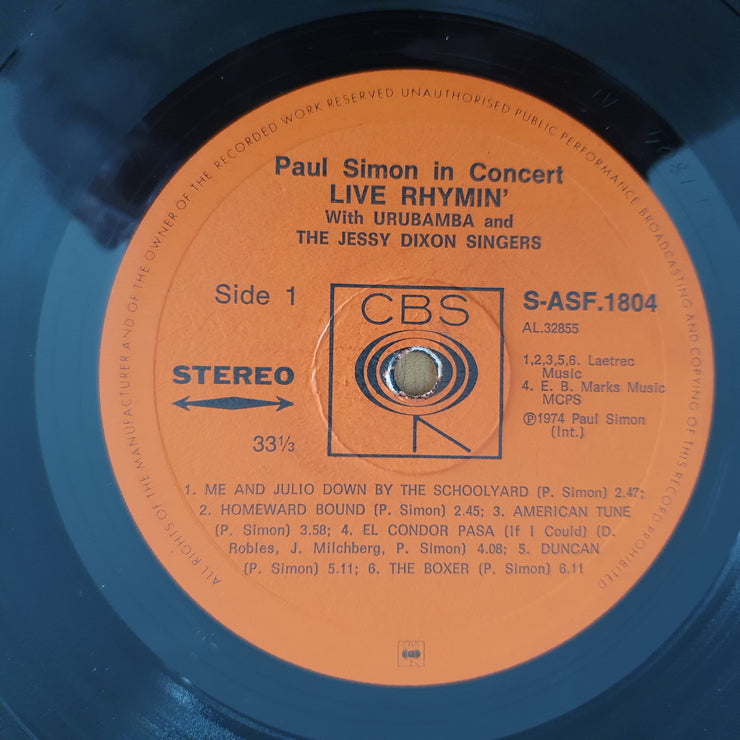 ALL RIGHTS OF THE MANUFACTURER AND OF THE OWNER OF THE RECORDED WORK RESERVED UNAUTHORISED PUBLIC PERFORMANCE BROADCASTING AND COPYING OF THIS RECORD PROHIBITED
Paul Simon in Concert
LIVE RHYMIN'
With URUBAMBA and
THE JESSY DIXON SINGERS
Side 1
CBS
S-ASF.1804
AL.32855
STEREO
33⅓
1,2,3,5,6. Laetrec
Music
4. E. B. Marks Music
MCPS
Ⓟ1974 Paul Simon
(Int.)
1. ME AND JULIO DOWN BY THE SCHOOLYARD (P. Simon) 2.47;
2. HOMEWARD BOUND (P. Simon) 2.45; 3. AMERICAN TUNE
(P. Simon) 3.58; 4. EL CONDOR PASA (If I Could) (D.
Robles, J. Milchberg, P. Simon) 4.08; 5. DUNCAN
(P. Simon) 5.11; 6. THE BOXER (P. Simon) 6.11